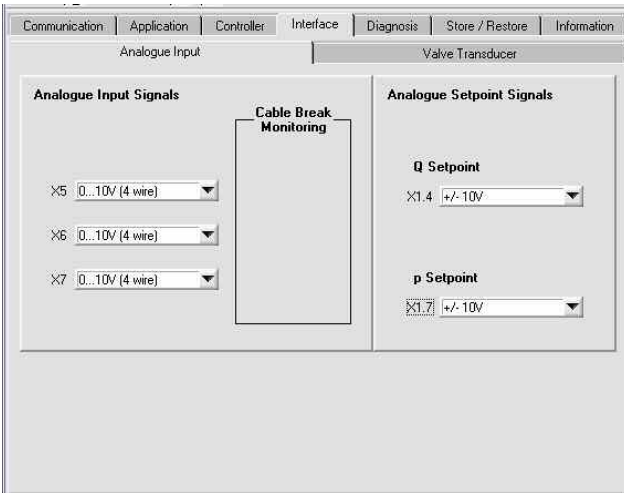 Communication Application Controller Interface Diagnosis Store / Restore Information
Analogue Input Valve Transducer
Analogue Input Signals
Cable Break
Monitoring
X5 0...10V (4 wire)
X6 0...10V (4 wire)
X7 0...10V (4 wire)
Analogue Setpoint Signals
Q Setpoint
X1.4 +/- 10V
p Setpoint
X1.7 +/- 10V